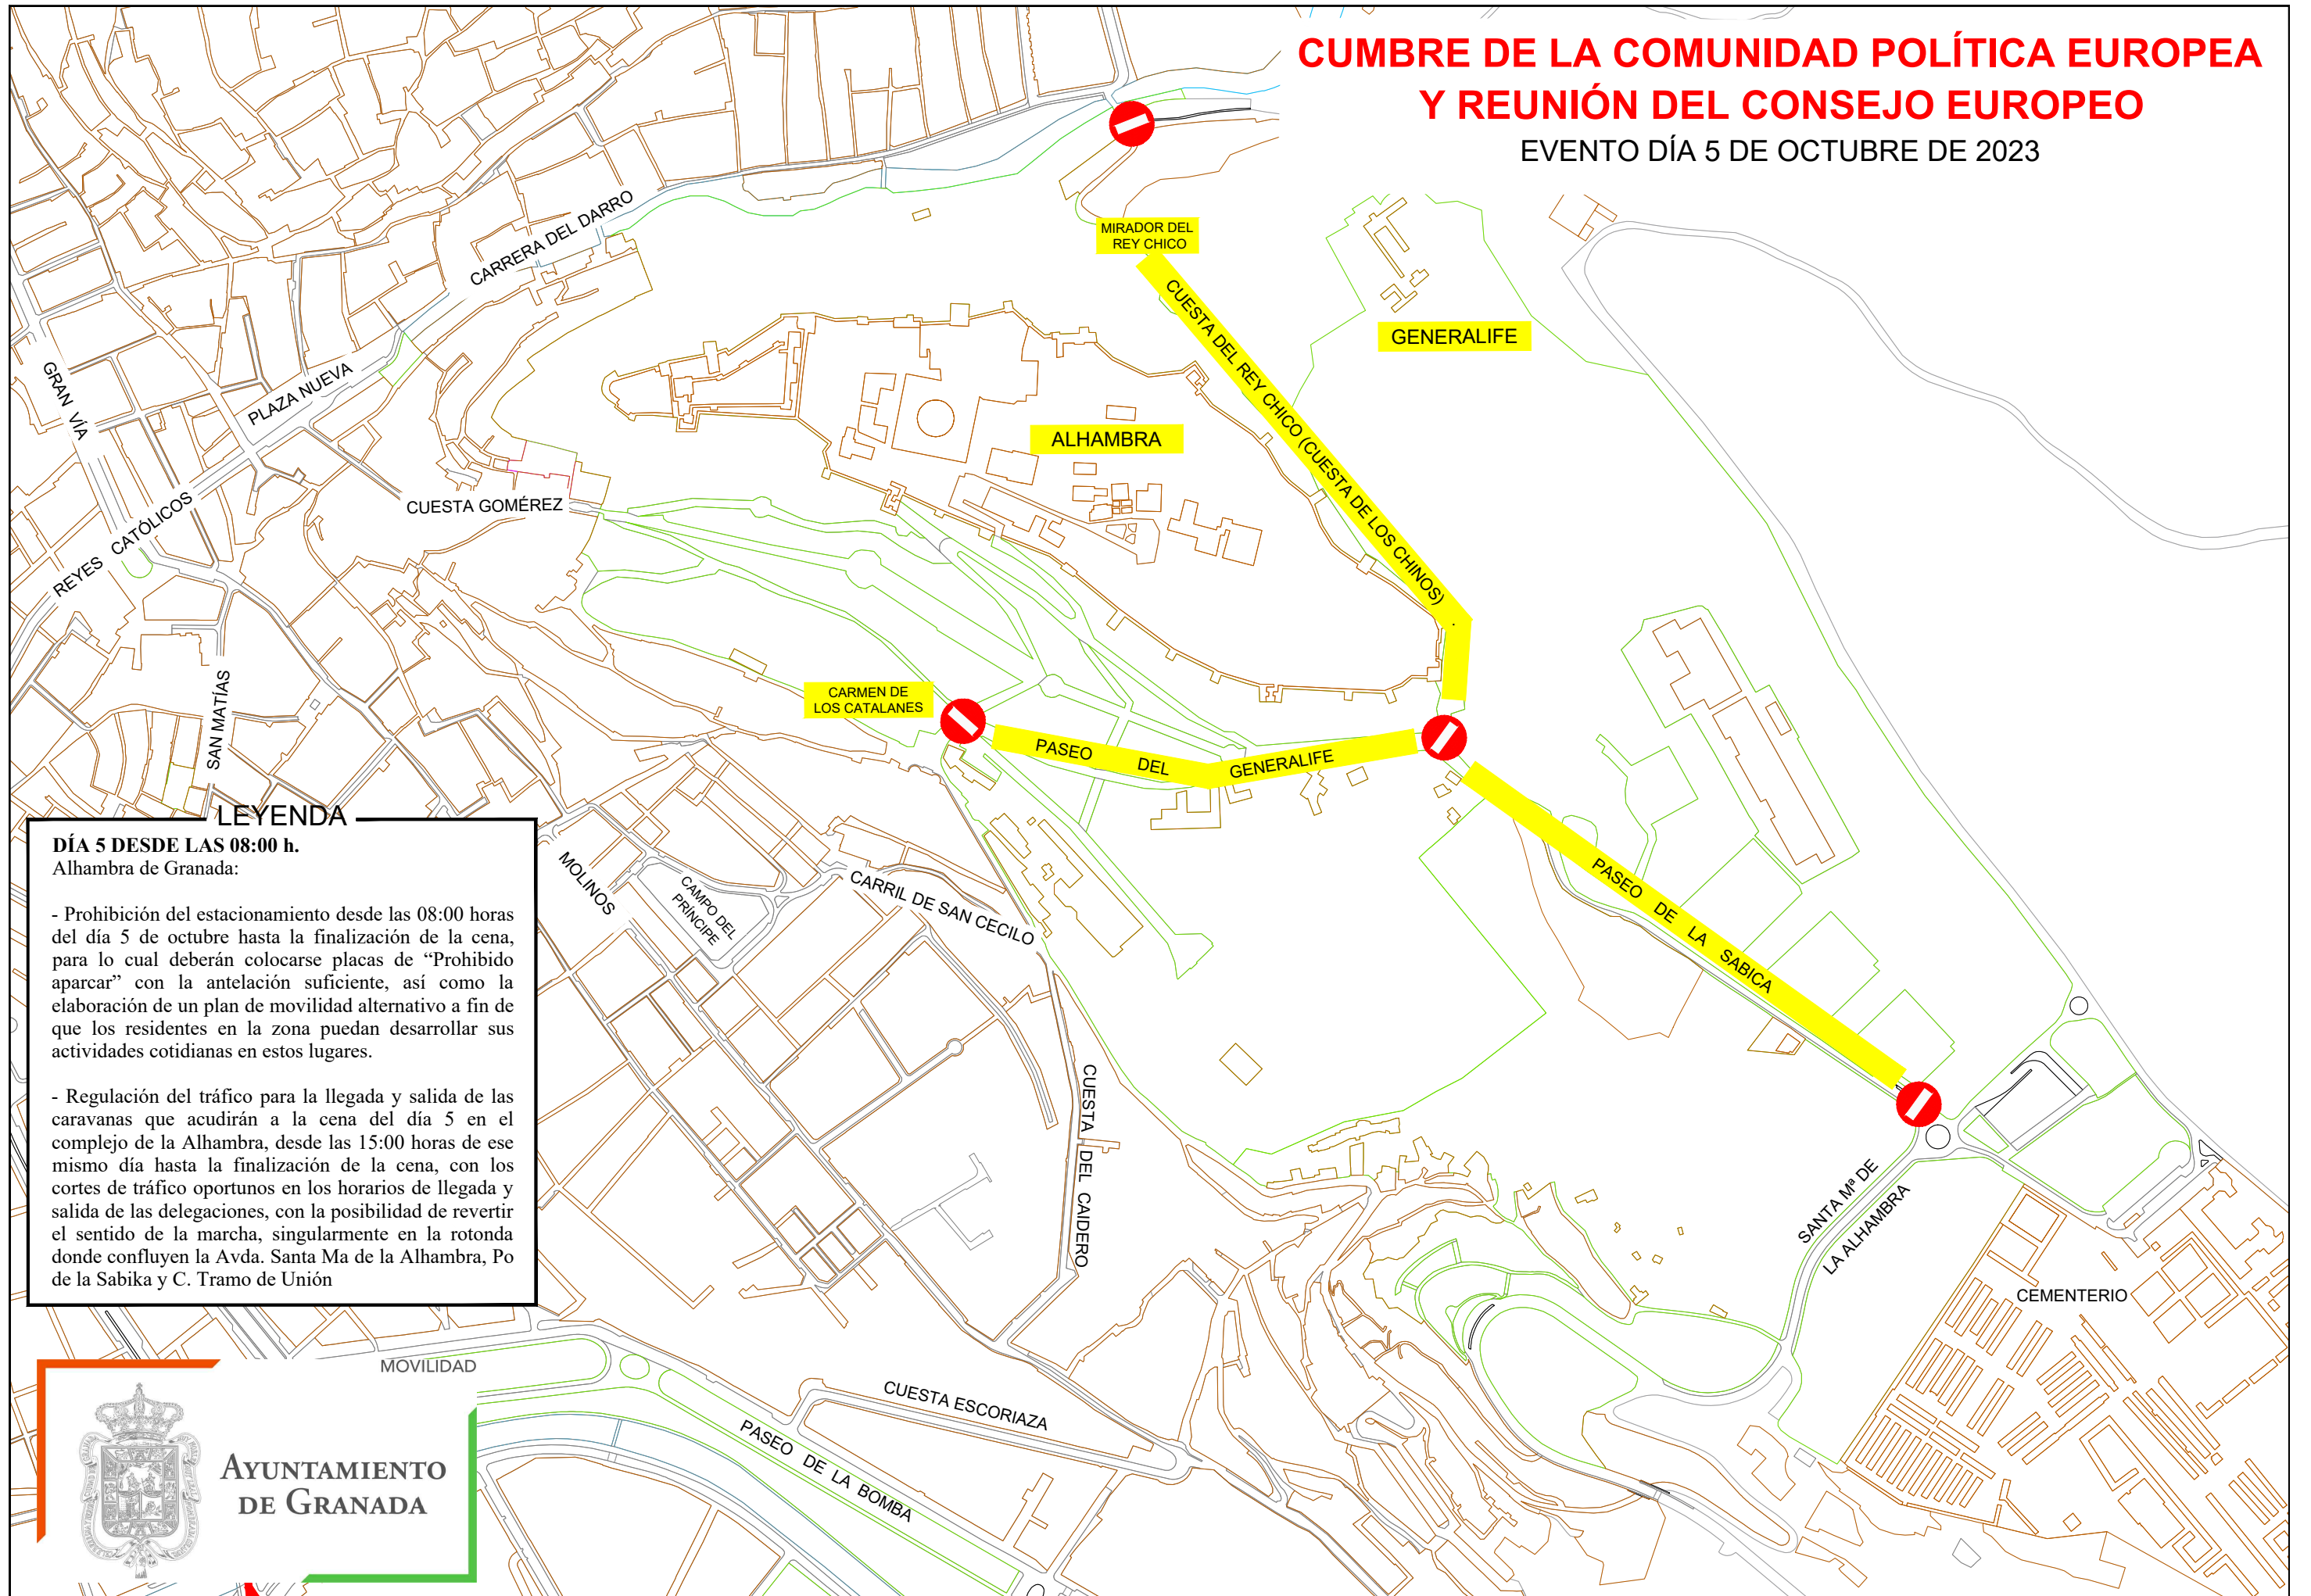 CUMBRE DE LA COMUNIDAD POLÍTICA EUROPEA
Y REUNIÓN DEL CONSEJO EUROPEO
EVENTO DÍA 5 DE OCTUBRE DE 2023
MIRADOR DEL
REY CHICO
CUESTA DEL REY CHICO (CUESTA DE LOS CHINOS)
GENERALIFE
ALHAMBRA
CARRERA DEL DARRO
GRAN VÍA
PLAZA NUEVA
CUESTA GOMÉREZ
REYES CATÓLICOS
SAN MATÍAS
CARMEN DE
LOS CATALANES
PASEO DEL GENERALIFE
PASEO DE LA SABICA
MOLINOS
CAMPO DEL
PRÍNCIPE
CARRIL DE SAN CECILO
CUESTA DEL CAIDERO
SANTA Mª DE
LA ALHAMBRA
CEMENTERIO
CUESTA ESCORIAZA
PASEO DE LA BOMBA
LEYENDA
DÍA 5 DESDE LAS 08:00 h.
Alhambra de Granada:
- Prohibición del estacionamiento desde las 08:00 horas
del día 5 de octubre hasta la finalización de la cena,
para lo cual deberán colocarse placas de “Prohibido
aparcar” con la antelación suficiente, así como la
elaboración de un plan de movilidad alternativo a fin de
que los residentes en la zona puedan desarrollar sus
actividades cotidianas en estos lugares.
- Regulación del tráfico para la llegada y salida de las
caravanas que acudirán a la cena del día 5 en el
complejo de la Alhambra, desde las 15:00 horas de ese
mismo día hasta la finalización de la cena, con los
cortes de tráfico oportunos en los horarios de llegada y
salida de las delegaciones, con la posibilidad de revertir
el sentido de la marcha, singularmente en la rotonda
donde confluyen la Avda. Santa Ma de la Alhambra, Po
de la Sabika y C. Tramo de Unión
MOVILIDAD
AYUNTAMIENTO
DE GRANADA